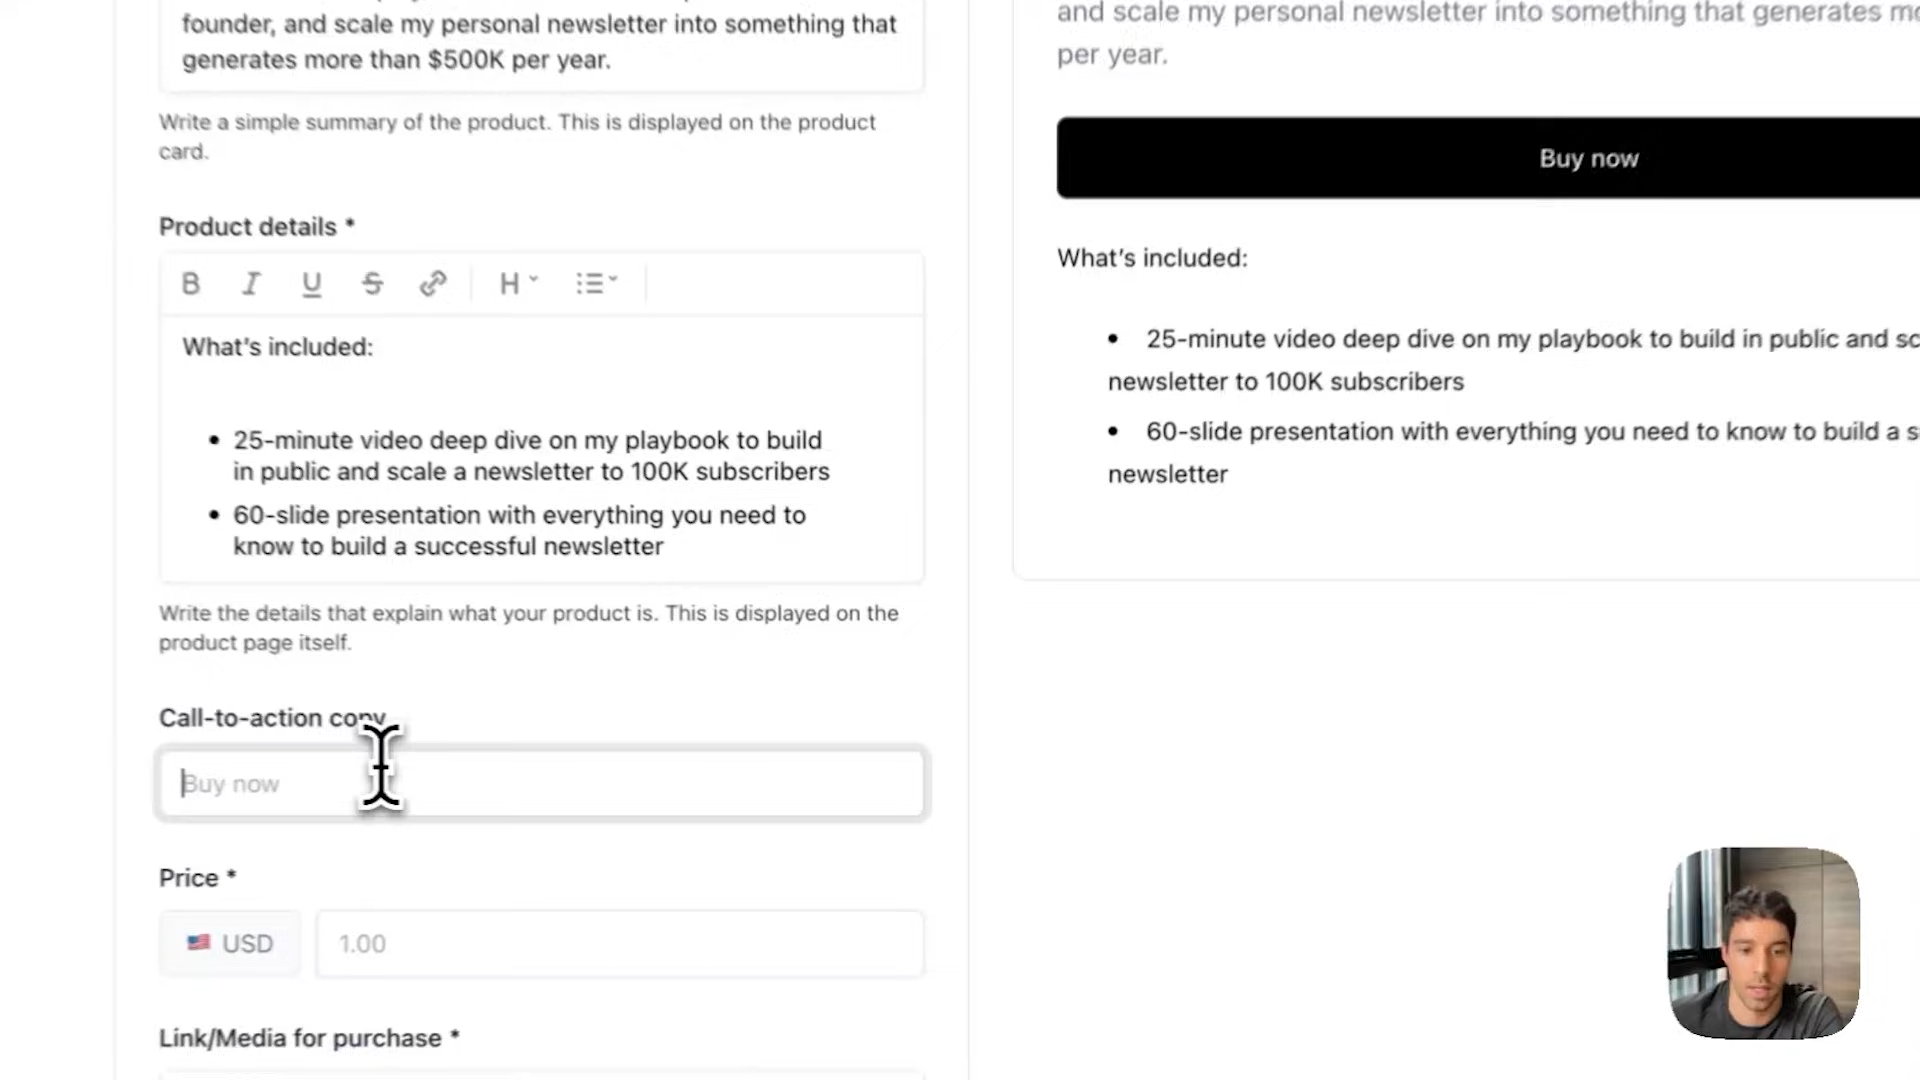 founder, and scale my personal newsletter into something that
generates more than $500K per year.
Write a simple summary of the product. This is displayed on the product
card.
Product details *
B I U S H
What's included:
• 25-minute video deep dive on my playbook to build
in public and scale a newsletter to 100K subscribers
• 60-slide presentation with everything you need to
know to build a successful newsletter
Write the details that explain what your product is. This is displayed on the
product page itself.
Call-to-action copy
Buy now
Price *
USD
1.00
Link/Media for purchase *
and scale my personal newsletter into something that generates
per year.
Buy now
What's included:
• 25-minute video deep dive on my playbook to build in public and
newsletter to 100K subscribers
• 60-slide presentation with everything you need to know to build a
newsletter